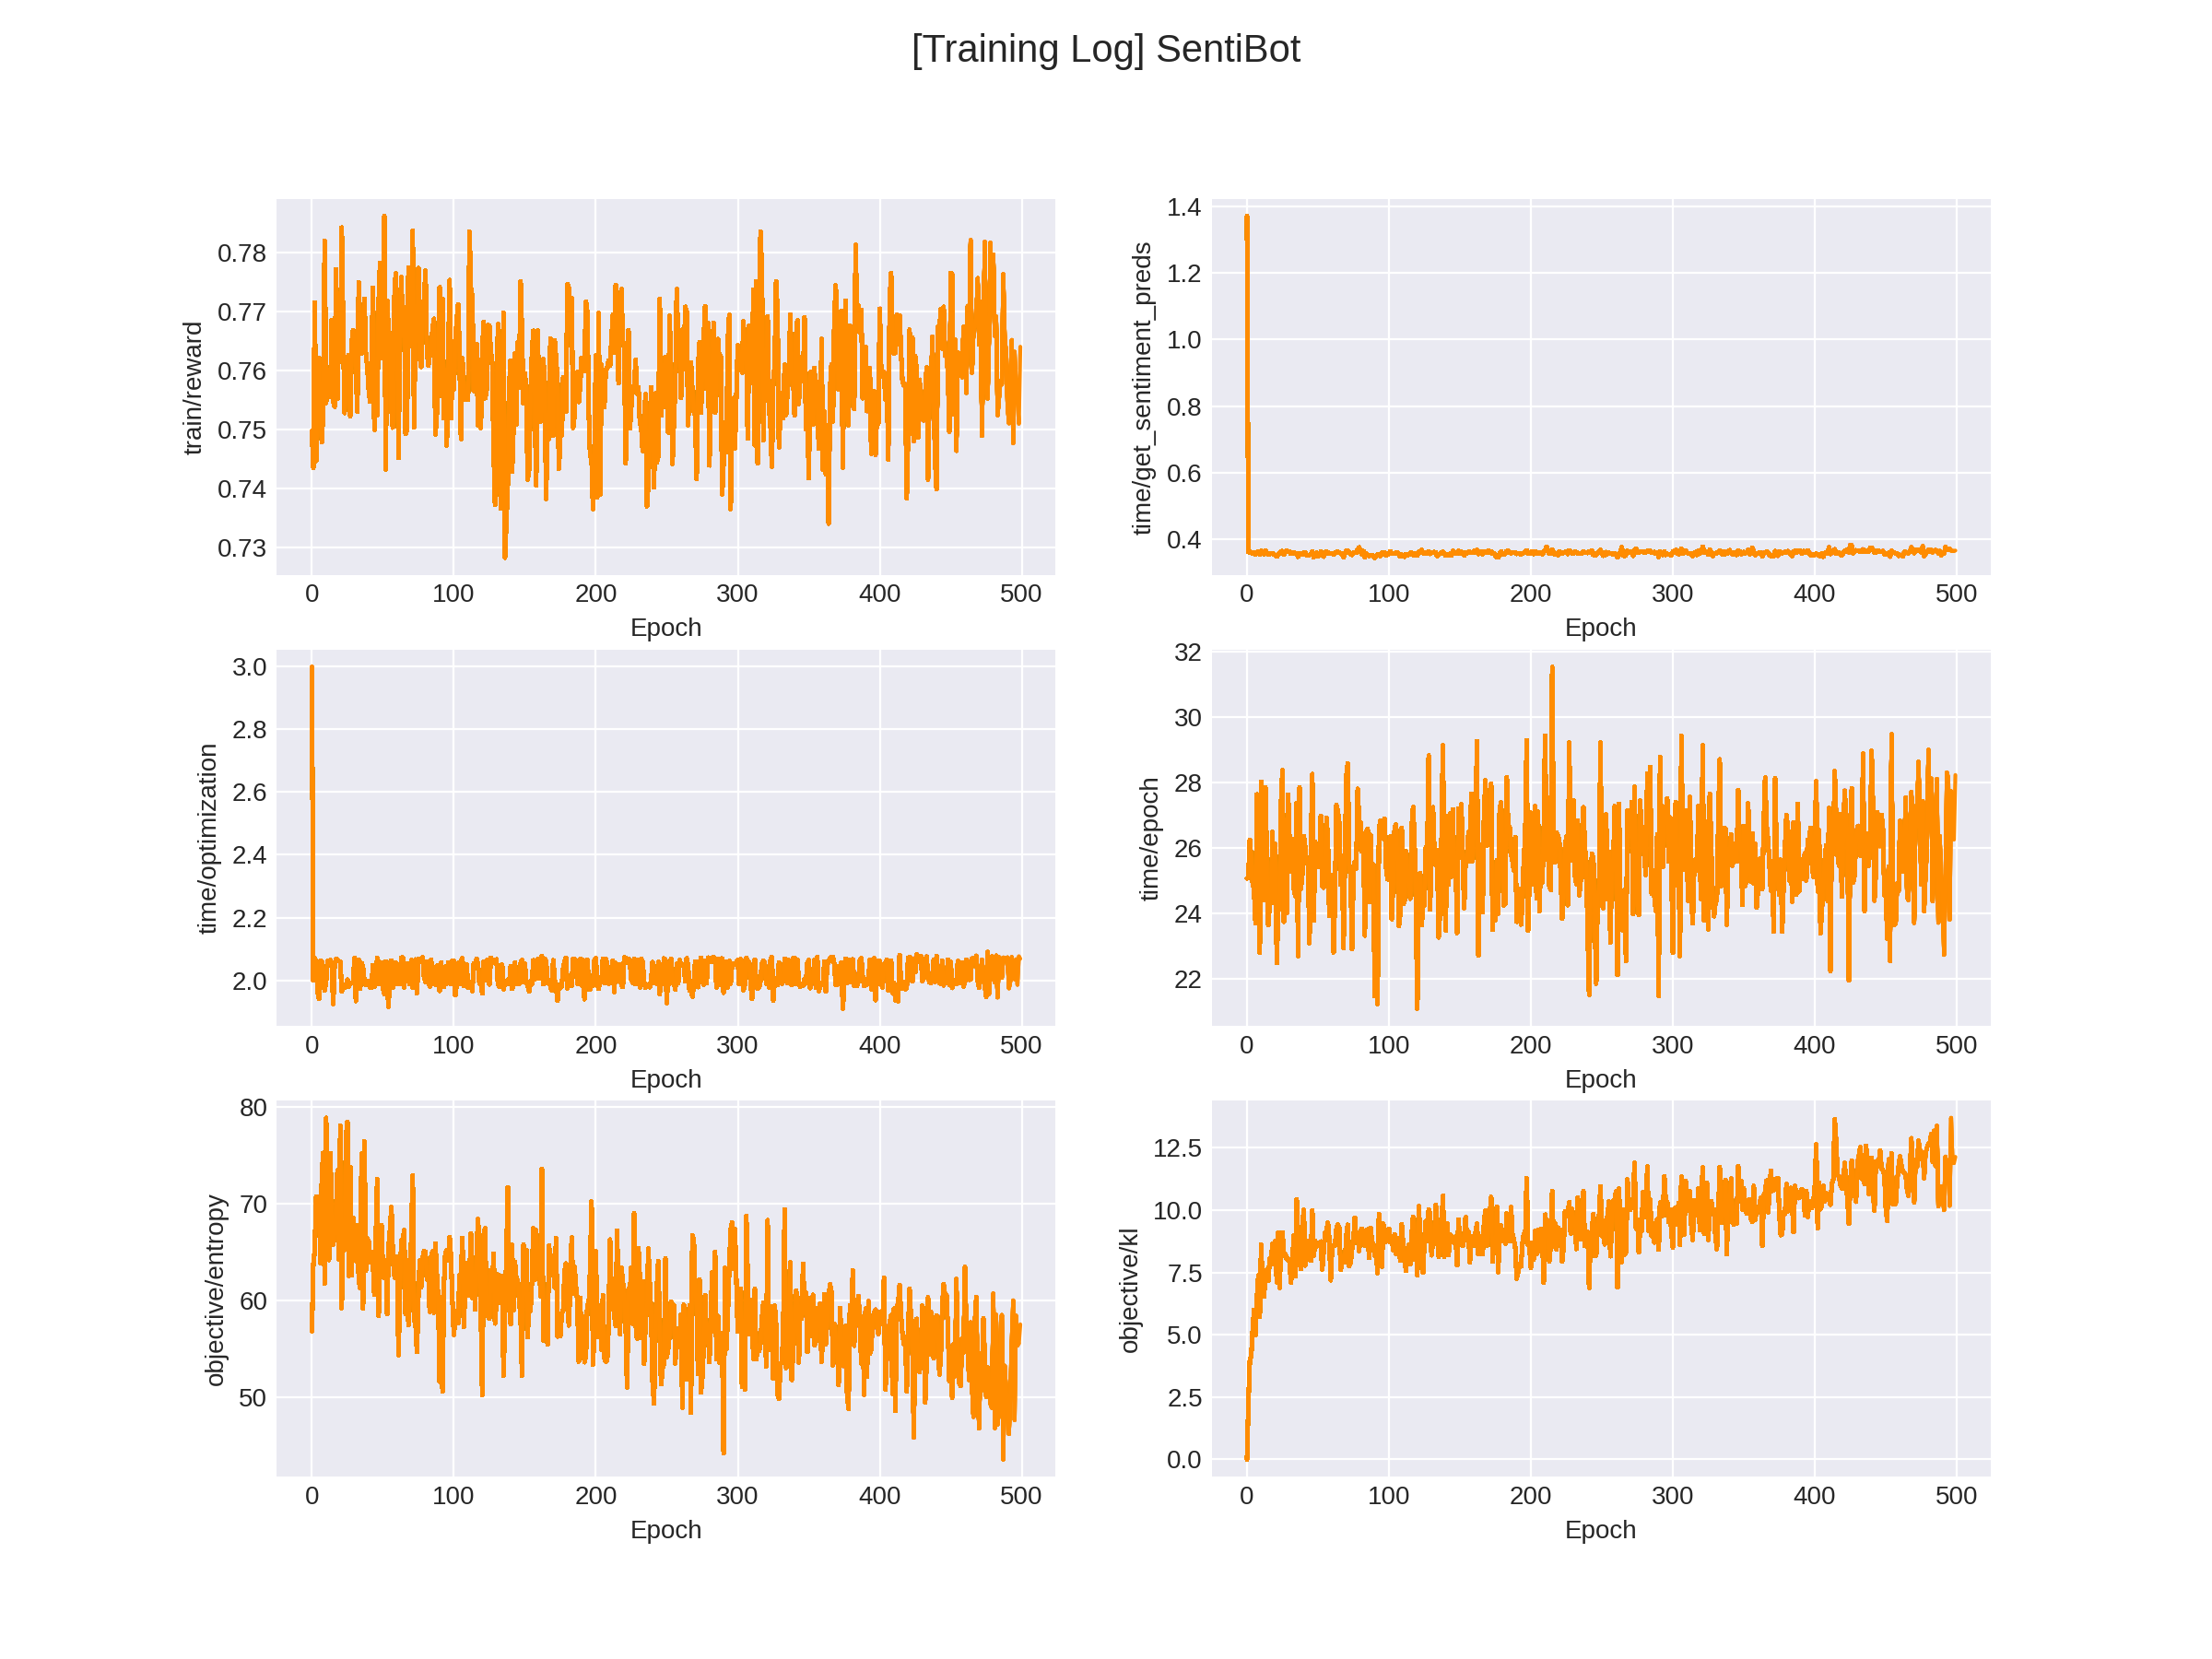 [Training Log] SentiBot
train/reward
0.78
0.77
0.76
0.75
0.74
0.73
0 100 200 300 400 500
Epoch
time/get_sentiment_preds
1.4
1.2
1.0
0.8
0.6
0.4
0 100 200 300 400 500
Epoch
time/optimization
3.0
2.8
2.6
2.4
2.2
2.0
0 100 200 300 400 500
Epoch
time/epoch
32
30
28
26
24
22
0 100 200 300 400 500
Epoch
objective/entropy
80
70
60
50
0 100 200 300 400 500
Epoch
objective/kl
12.5
10.0
7.5
5.0
2.5
0.0
0 100 200 300 400 500
Epoch